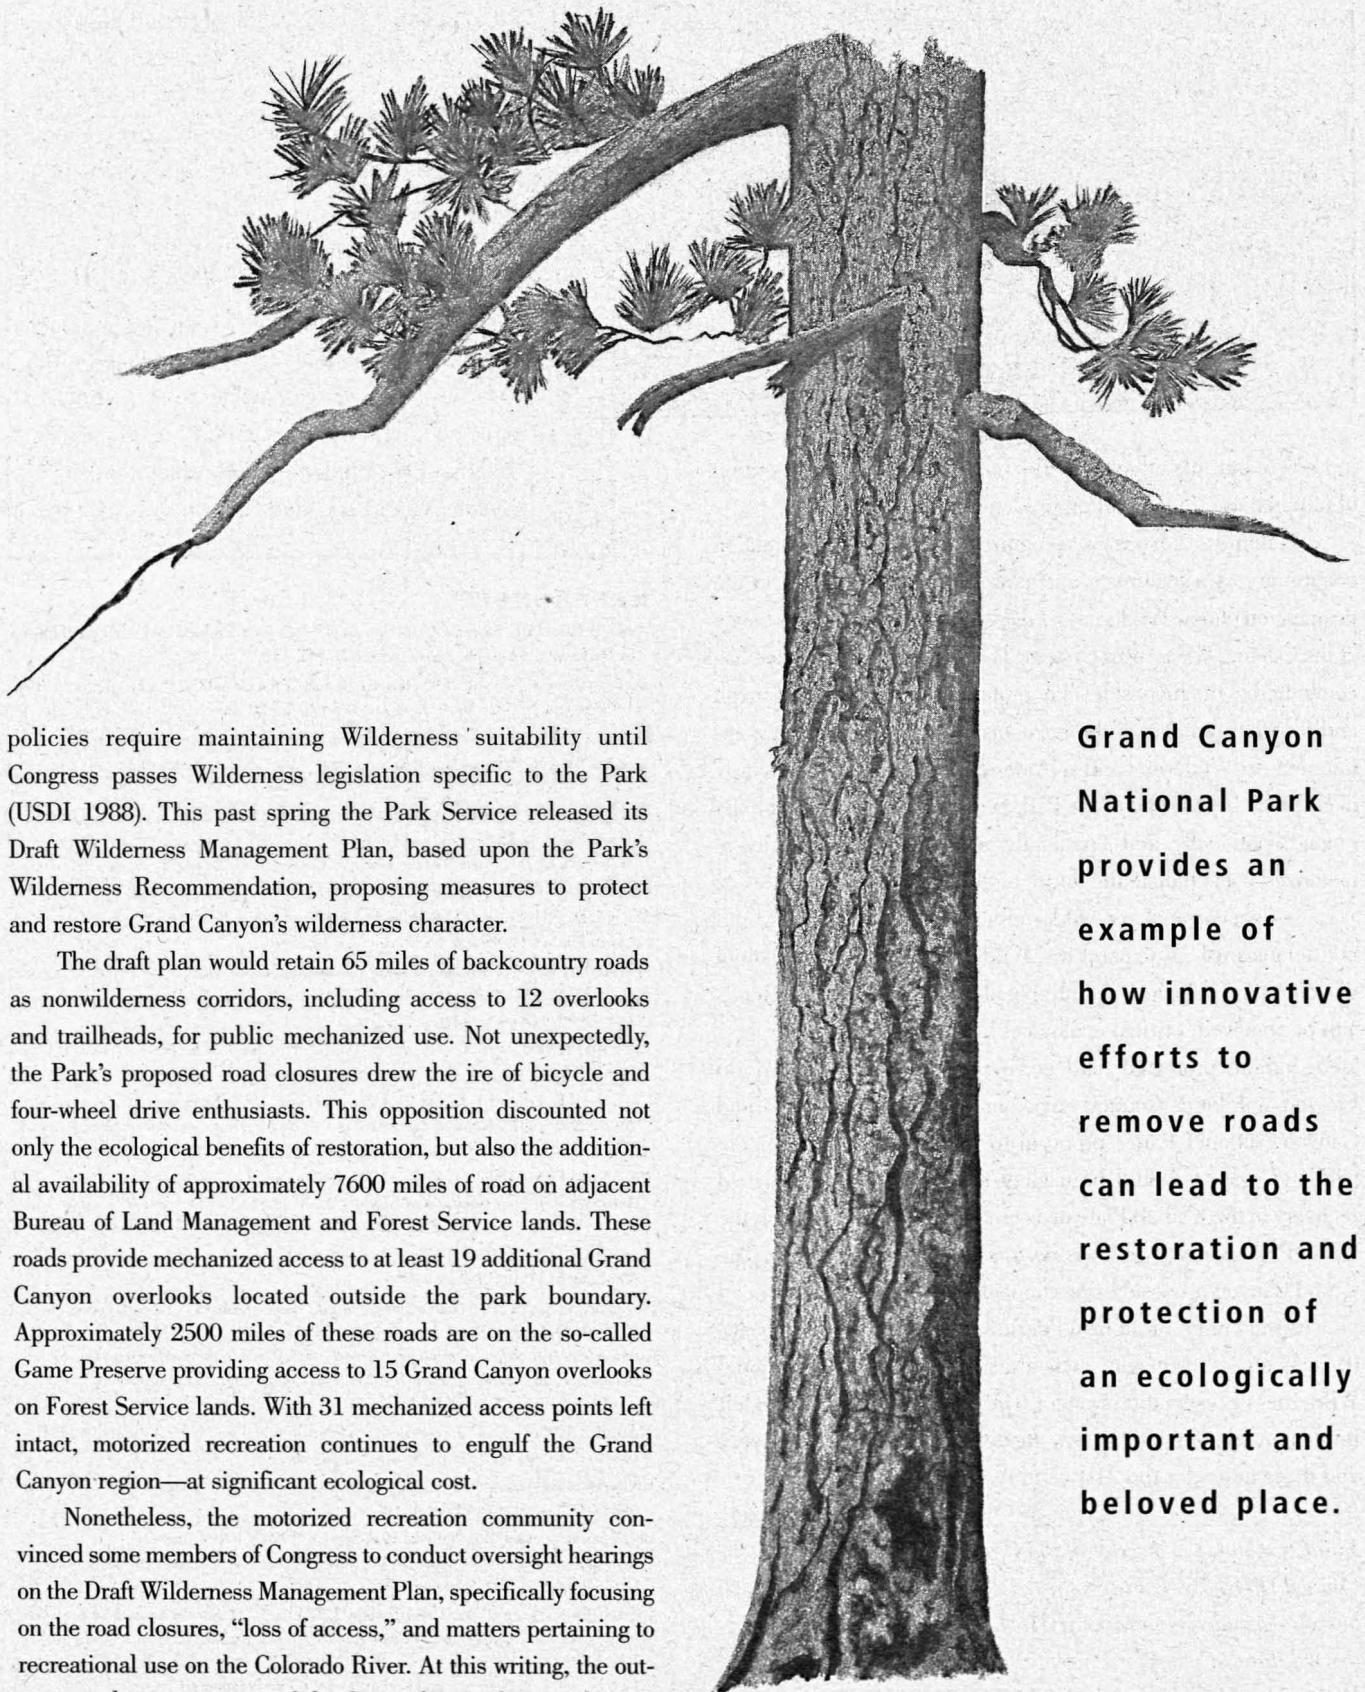 policies require maintaining Wilderness suitability until
Congress passes Wilderness legislation specific to the Park
(USDI 1988). This past spring the Park Service released its
Draft Wilderness Management Plan, based upon the Park's
Wilderness Recommendation, proposing measures to protect
and restore Grand Canyon's wilderness character.
The draft plan would retain 65 miles of backcountry roads
as nonwilderness corridors, including access to 12 overlooks
and trailheads, for public mechanized use. Not unexpectedly,
the Park's proposed road closures drew the ire of bicycle and
four-wheel drive enthusiasts. This opposition discounted not
only the ecological benefits of restoration, but also the addition-
al availability of approximately 7600 miles of road on adjacent
Bureau of Land Management and Forest Service lands. These
roads provide mechanized access to at least 19 additional Grand
Canyon overlooks located outside the park boundary.
Approximately 2500 miles of these roads are on the so-called
Game Preserve providing access to 15 Grand Canyon overlooks
on Forest Service lands. With 31 mechanized access points left
intact, motorized recreation continues to engulf the Grand
Canyon region—at significant ecological cost.
Nonetheless, the motorized recreation community con-
vinced some members of Congress to conduct oversight hearings
on the Draft Wilderness Management Plan, specifically focusing
on the road closures, “loss of access,” and matters pertaining to
recreational use on the Colorado River. At this writing, the out-
Grand Canyon
National Park
provides an
example of
how innovative
efforts to
remove roads
can lead to the
restoration and
protection of
an ecologically
important and
beloved place.